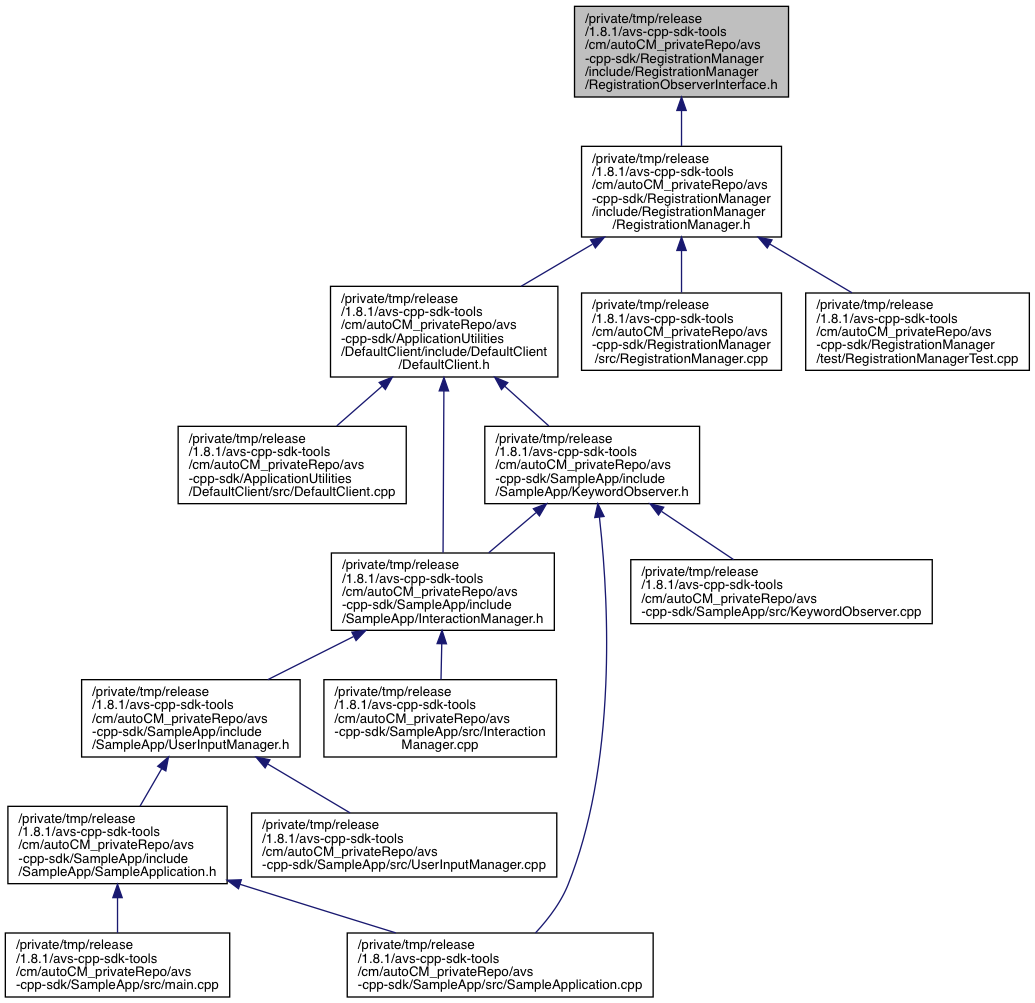 /private/tmp/release
/1.8.1/avs-cpp-sdk-tools
/cm/autoCM_privateRepo/avs
-cpp-sdk/RegistrationManager
/include/RegistrationManager
/RegistrationObserverInterface.h
/private/tmp/release
/1.8.1/avs-cpp-sdk-tools
/cm/autoCM_privateRepo/avs
-cpp-sdk/RegistrationManager
/include/RegistrationManager
/RegistrationManager.h
/private/tmp/release
/1.8.1/avs-cpp-sdk-tools
/cm/autoCM_privateRepo/avs
-cpp-sdk/ApplicationUtilities
/DefaultClient/include/DefaultClient
/DefaultClient.h
/private/tmp/release
/1.8.1/avs-cpp-sdk-tools
/cm/autoCM_privateRepo/avs
-cpp-sdk/RegistrationManager
/src/RegistrationManager.cpp
/private/tmp/release
/1.8.1/avs-cpp-sdk-tools
/cm/autoCM_privateRepo/avs
-cpp-sdk/RegistrationManager
/test/RegistrationManagerTest.cpp
/private/tmp/release
/1.8.1/avs-cpp-sdk-tools
/cm/autoCM_privateRepo/avs
-cpp-sdk/ApplicationUtilities
/DefaultClient/src/DefaultClient.cpp
/private/tmp/release
/1.8.1/avs-cpp-sdk-tools
/cm/autoCM_privateRepo/avs
-cpp-sdk/SampleApp/include
/SampleApp/KeywordObserver.h
/private/tmp/release
/1.8.1/avs-cpp-sdk-tools
/cm/autoCM_privateRepo/avs
-cpp-sdk/SampleApp/include
/SampleApp/InteractionManager.h
/private/tmp/release
/1.8.1/avs-cpp-sdk-tools
/cm/autoCM_privateRepo/avs
-cpp-sdk/SampleApp/src/KeywordObserver.cpp
/private/tmp/release
/1.8.1/avs-cpp-sdk-tools
/cm/autoCM_privateRepo/avs
-cpp-sdk/SampleApp/include
/SampleApp/UserInputManager.h
/private/tmp/release
/1.8.1/avs-cpp-sdk-tools
/cm/autoCM_privateRepo/avs
-cpp-sdk/SampleApp/src/Interaction
Manager.cpp
/private/tmp/release
/1.8.1/avs-cpp-sdk-tools
/cm/autoCM_privateRepo/avs
-cpp-sdk/SampleApp/include
/SampleApp/SampleApplication.h
/private/tmp/release
/1.8.1/avs-cpp-sdk-tools
/cm/autoCM_privateRepo/avs
-cpp-sdk/SampleApp/src/UserInputManager.cpp
/private/tmp/release
/1.8.1/avs-cpp-sdk-tools
/cm/autoCM_privateRepo/avs
-cpp-sdk/SampleApp/src/main.cpp
/private/tmp/release
/1.8.1/avs-cpp-sdk-tools
/cm/autoCM_privateRepo/avs
-cpp-sdk/SampleApp/src/SampleApplication.cpp